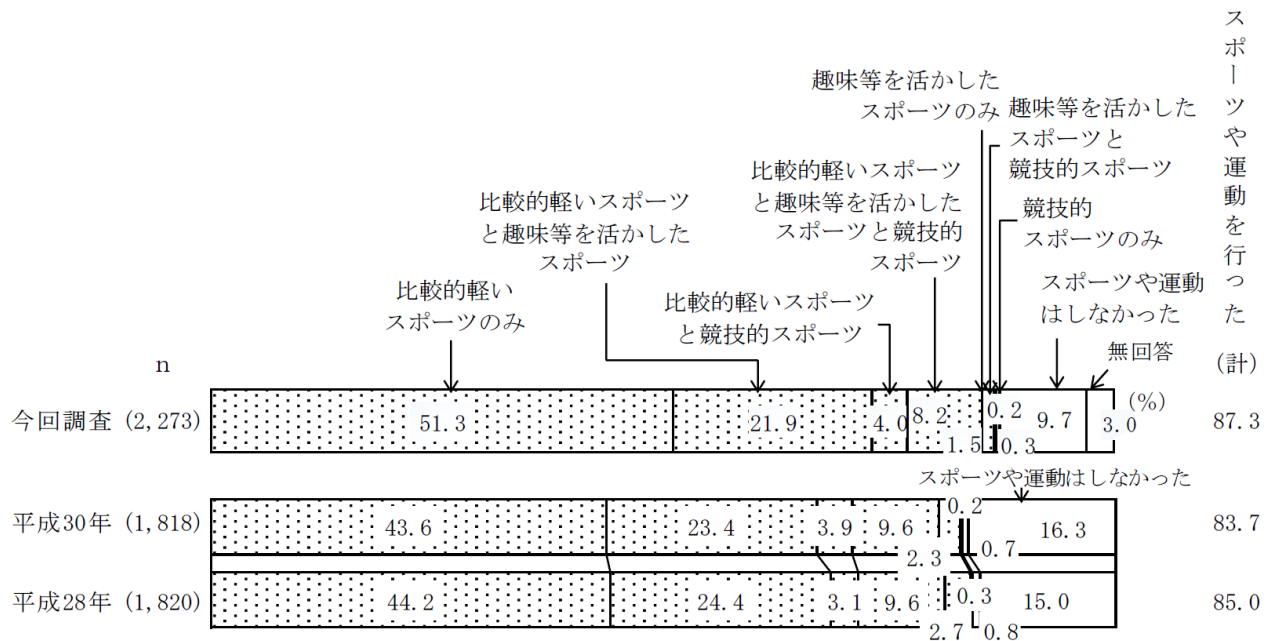 スポーツや運動を行った(計)
趣味等を活かした
スポーツのみ
趣味等を活かした
スポーツと
競技的スポーツ
比較的軽いスポーツ
と趣味等を活かした
スポーツと競技的
スポーツ
競技的
スポーツのみ
比較的軽いスポーツ
と趣味等を活かした
スポーツ
スポーツや運動
はしなかった
比較的軽い
スポーツのみ
比較的軽いスポーツ
と競技的スポーツ
無回答
n
(%)
今回調査 (2,273) 51.3 21.9 4.0 8.2 1.5 0.2 0.3 9.7 3.0 87.3
スポーツや運動はしなかった
平成30年 (1,818) 43.6 23.4 3.9 9.6 2.3 0.2 0.7 16.3 83.7
平成28年 (1,820) 44.2 24.4 3.1 9.6 2.7 0.3 0.8 15.0 85.0